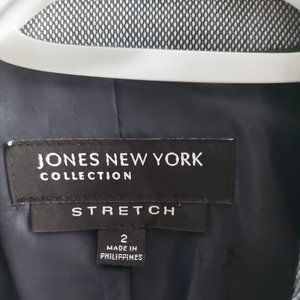 JONES NEW YORK
COLLECTION
STRETCH
2
MADE IN
PHILIPPINES